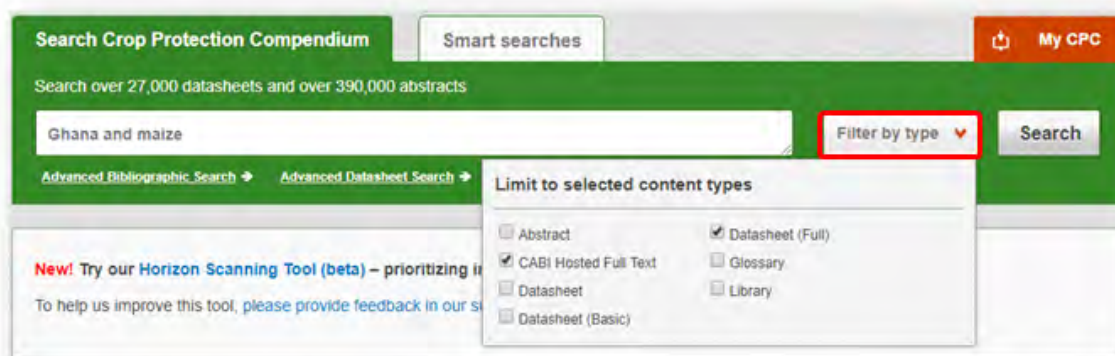 Search Crop Protection Compendium
Smart searches
My CPC
Search over 27,000 datasheets and over 390,000 abstracts
Ghana and maize
Filter by type
Search
Advanced Bibliographic Search
Advanced Datasheet Search
Limit to selected content types
Abstract
Datasheet (Full)
CABI Hosted Full Text
Glossary
Datasheet
Library
Datasheet (Basic)
New! Try our Horizon Scanning Tool (beta) – prioritizing
To help us improve this tool, please provide feedback in our